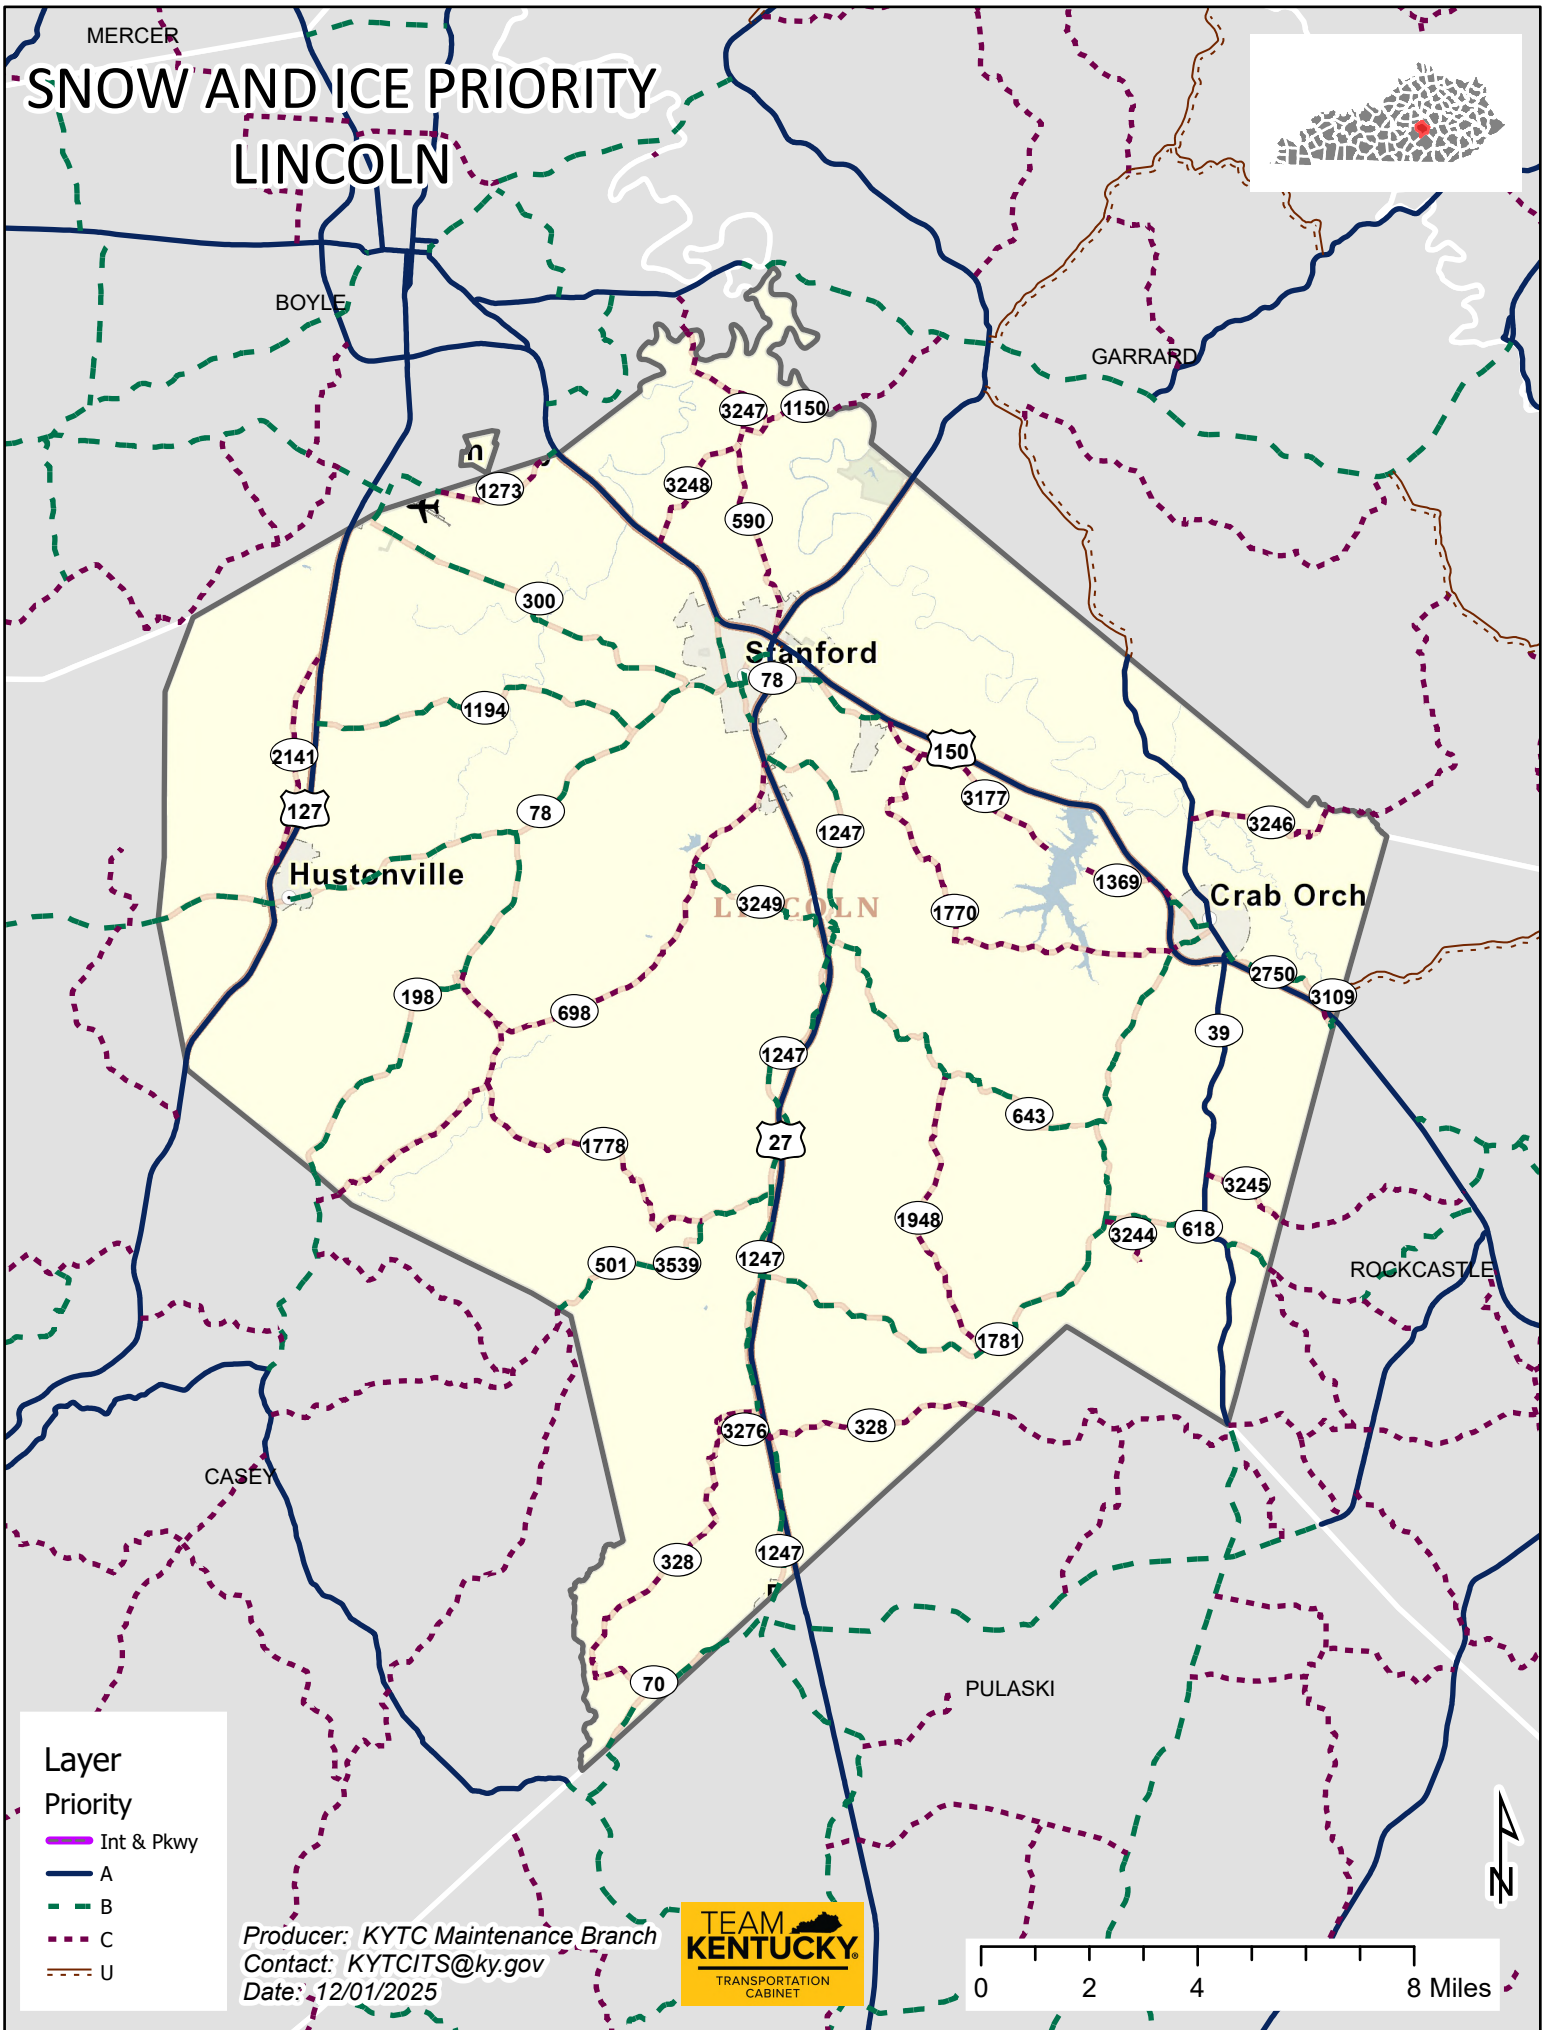 MERCER
SNOW AND ICE PRIORITY
LINCOLN
BOYLE
GARRARD
3247
1150
n
1273
3248
590
300
Stanford
78
1194
2141
150
127
3177
78
1247
3246
Hustonville
1369
Crab Orch
3249
LINCOLN
1770
198
698
2750
3109
39
1247
643
27
1778
3245
1948
3244
618
501
3539
1247
ROCKCASTLE
1781
3276
328
CASEY
328
1247
70
PULASKI
Layer
Priority
Int & Pkwy
A
B
C
U
N
Producer: KYTC Maintenance Branch
Contact: KYTCITS@ky.gov
Date: 12/01/2025
TEAM
KENTUCKY®
TRANSPORTATION
CABINET
0 2 4 8 Miles